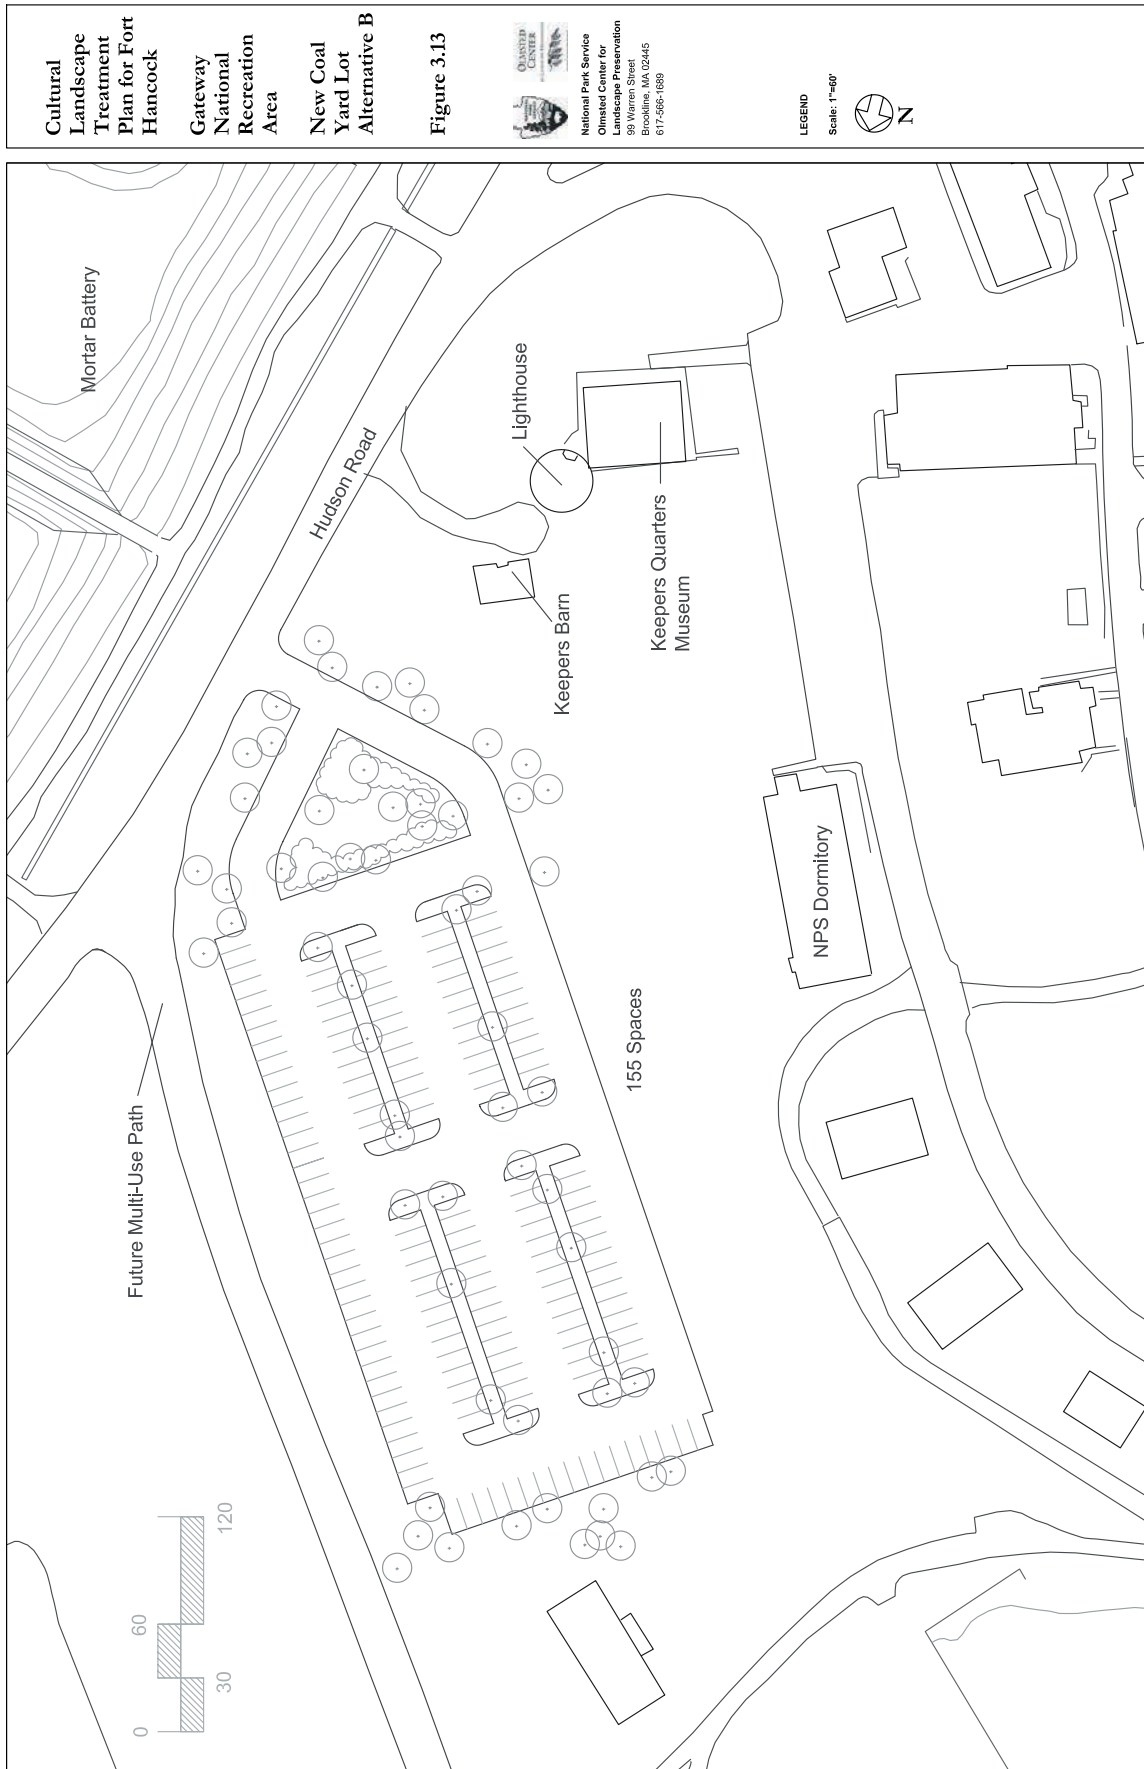 Cultural
Landscape
Treatment
Plan for Fort
Hancock
Gateway
National
Recreation
Area
New Coal
Yard Lot
Alternative B
Figure 3.13
OLMSTED
CENTER
National Park Service
Olmsted Center for
Landscape Preservation
99 Warren Street
Brookline, MA 02445
617-566-1689
LEGEND
Scale: 1"=60'
N
Mortar Battery
Hudson Road
Lighthouse
Keepers Barn
Keepers Quarters
Museum
NPS Dormitory
155 Spaces
Future Multi-Use Path
0
30
60
120